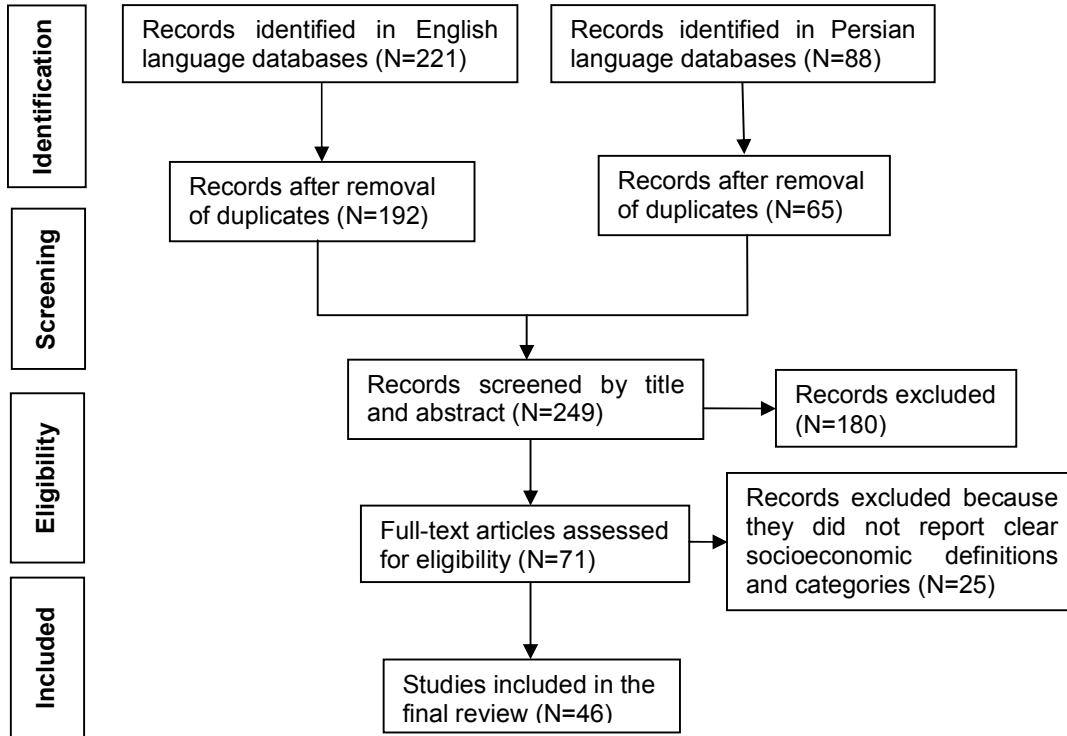 Identification
Records identified in English
language databases (N=221)
Records identified in Persian
language databases (N=88)
Records after removal
of duplicates (N=192)
Records after removal
of duplicates (N=65)
Screening
Records screened by title
and abstract (N=249)
Records excluded
(N=180)
Eligibility
Full-text articles assessed
for eligibility (N=71)
Records excluded because
they did not report clear
socioeconomic definitions
and categories (N=25)
Included
Studies included in the
final review (N=46)